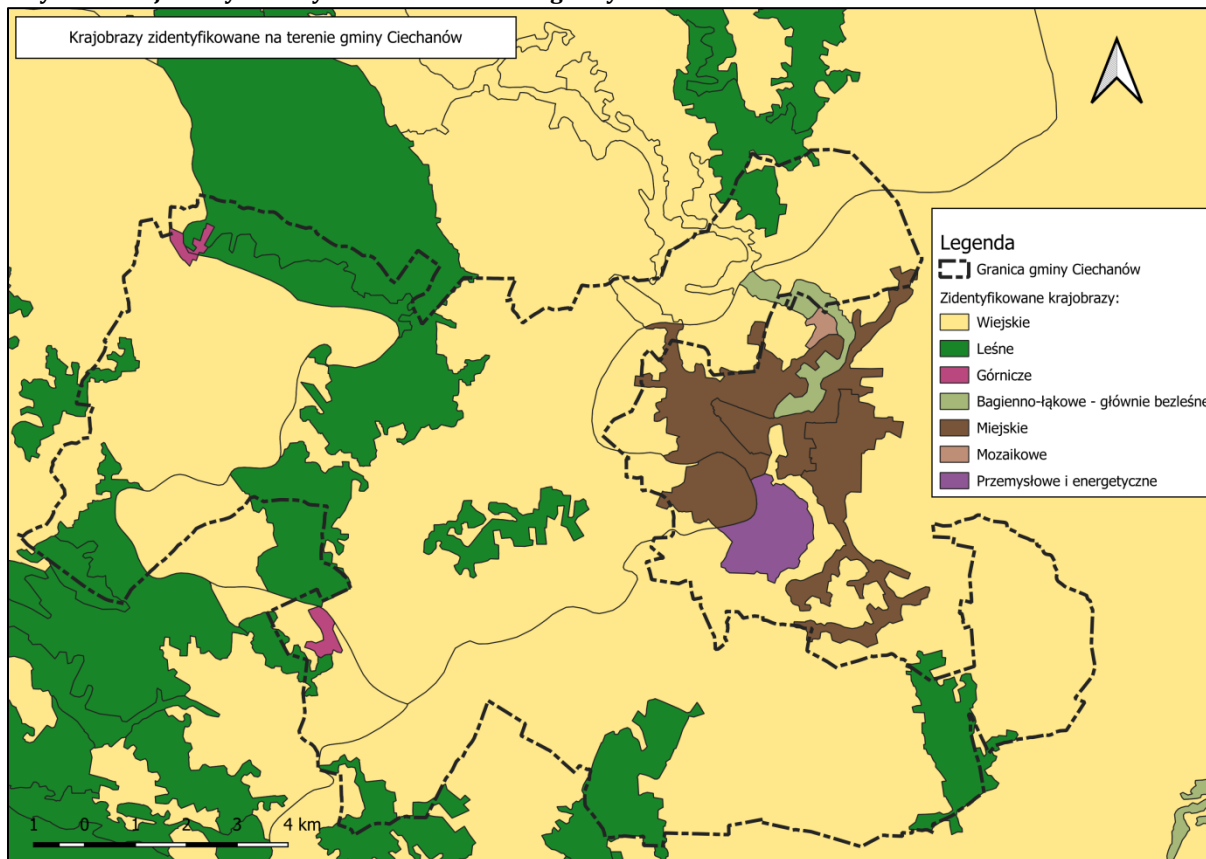 Krajobrazy zidentyfikowane na terenie gminy Ciechanów
Legenda
Granica gminy Ciechanów
Zidentyfikowane krajobrazy:
Wiejskie
Leśne
Górnicze
Bagienno-łąkowe - głównie bezleśne
Miejskie
Mozaikowe
Przemysłowe i energetyczne
1 0 1 2 3 4 km